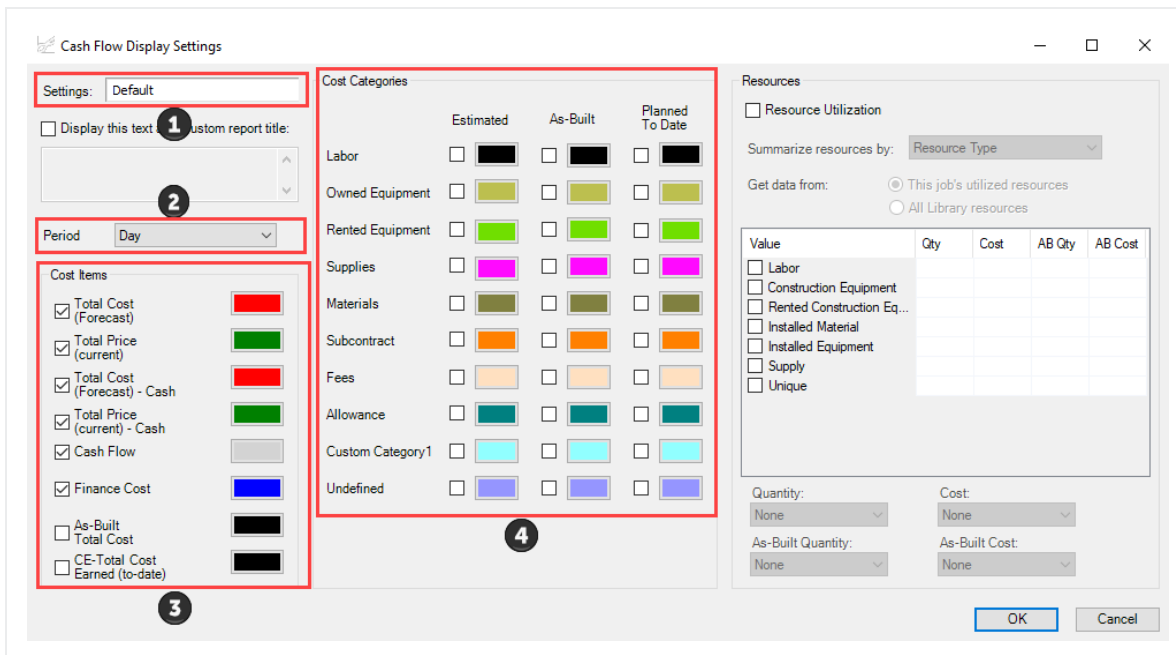 Cash Flow Display Settings
Settings: Default
1
Display this text ustom report title:
2
Period Day
Cost Items
Total Cost
(Forecast)
Total Price
(current)
Total Cost
(Forecast) - Cash
Total Price
(current) - Cash
Cash Flow
Finance Cost
As-Built
Total Cost
CE-Total Cost
Earned (to-date)
3
Cost Categories
Estimated As-Built Planned
To Date
Labor
Owned Equipment
Rented Equipment
Supplies
Materials
Subcontract
Fees
Allowance
Custom Category1
Undefined
4
Resources
Resource Utilization
Summarize resources by: Resource Type
Get data from: This job's utilized resources
All Library resources
Value Qty Cost AB Qty AB Cost
Labor
Construction Equipment
Rented Construction Eq...
Installed Material
Installed Equipment
Supply
Unique
Quantity: Cost:
None None
As-Built Quantity: As-Built Cost:
None None
OK Cancel